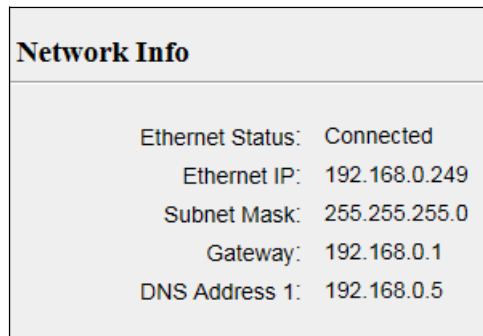 Network Info
Ethernet Status: Connected
Ethernet IP: 192.168.0.249
Subnet Mask: 255.255.255.0
Gateway: 192.168.0.1
DNS Address 1: 192.168.0.5